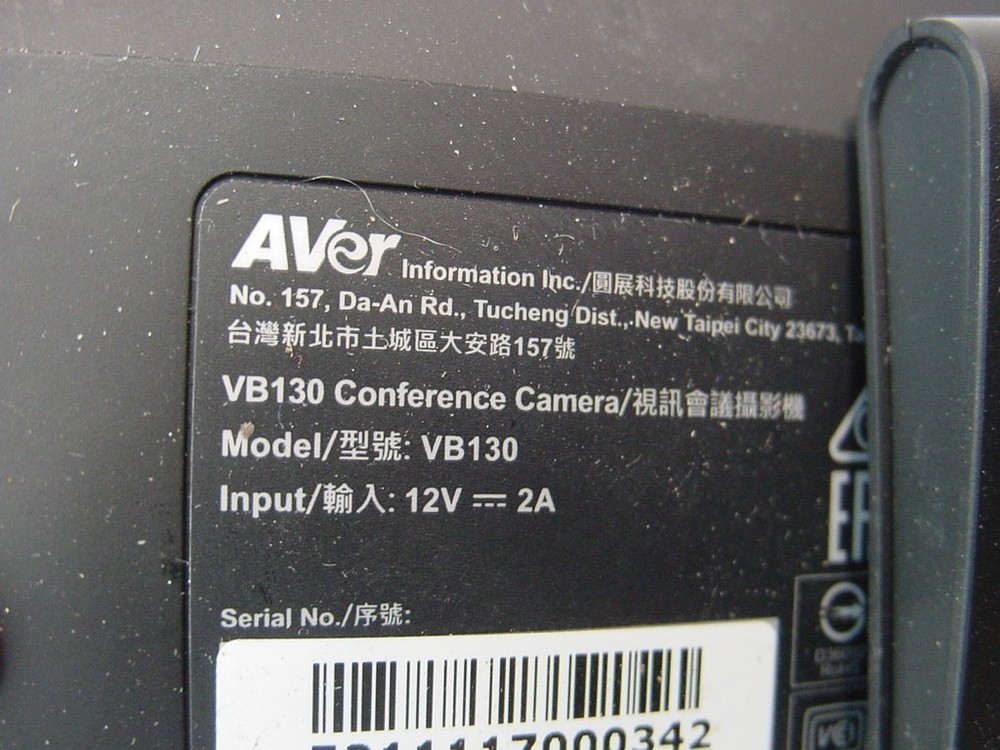 AVer Information Inc./圓展科技股份有限公司
No. 157, Da-An Rd., Tucheng Dist., New Taipei City 23673,
台灣新北市土城區大安路157號
VB130 Conference Camera/視訊會議攝影機
Model/型號: VB130
Input/輸入: 12V ⎓ 2A
Serial No./序號: